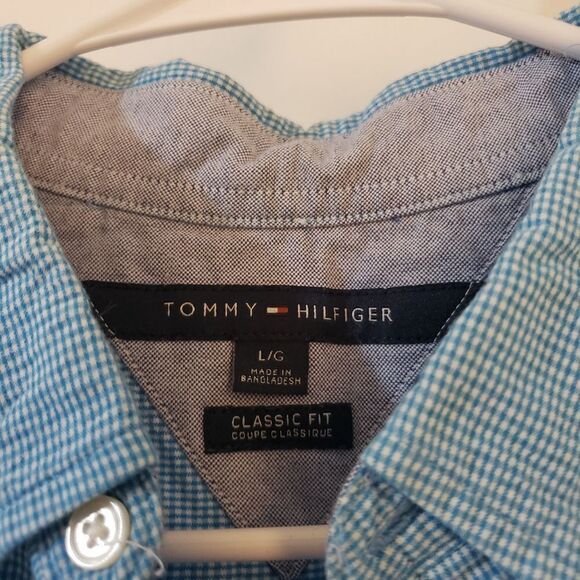 TOMMY HILFIGER
L/G
MADE IN
BANGLADESH
CLASSIC FIT
COUPE CLASSIQUE